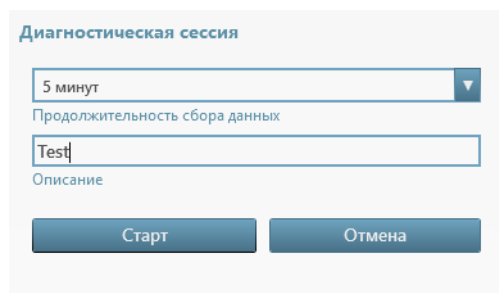 Диагностическая сессия
5 минут
Продолжительность сбора данных
Test
Описание
Старт Отмена